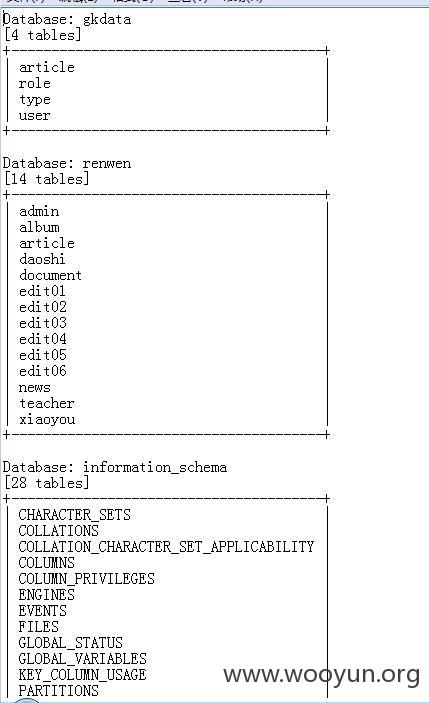 Database: gkdata
[4 tables]
+---------------------------------------+
| article |
| role |
| type |
| user |
+---------------------------------------+
Database: renwen
[14 tables]
+---------------------------------------+
| admin |
| album |
| article |
| daoshi |
| document |
| edit01 |
| edit02 |
| edit03 |
| edit04 |
| edit05 |
| edit06 |
| news |
| teacher |
| xiaoyou |
+---------------------------------------+
Database: information_schema
[28 tables]
+---------------------------------------+
| CHARACTER_SETS |
| COLLATIONS |
| COLLATION_CHARACTER_SET_APPLICABILITY |
| COLUMNS |
| COLUMN_PRIVILEGES |
| ENGINES |
| EVENTS |
| FILES |
| GLOBAL_STATUS |
| GLOBAL_VARIABLES |
| KEY_COLUMN_USAGE |
| PARTITIONS |
www.wooyun.org